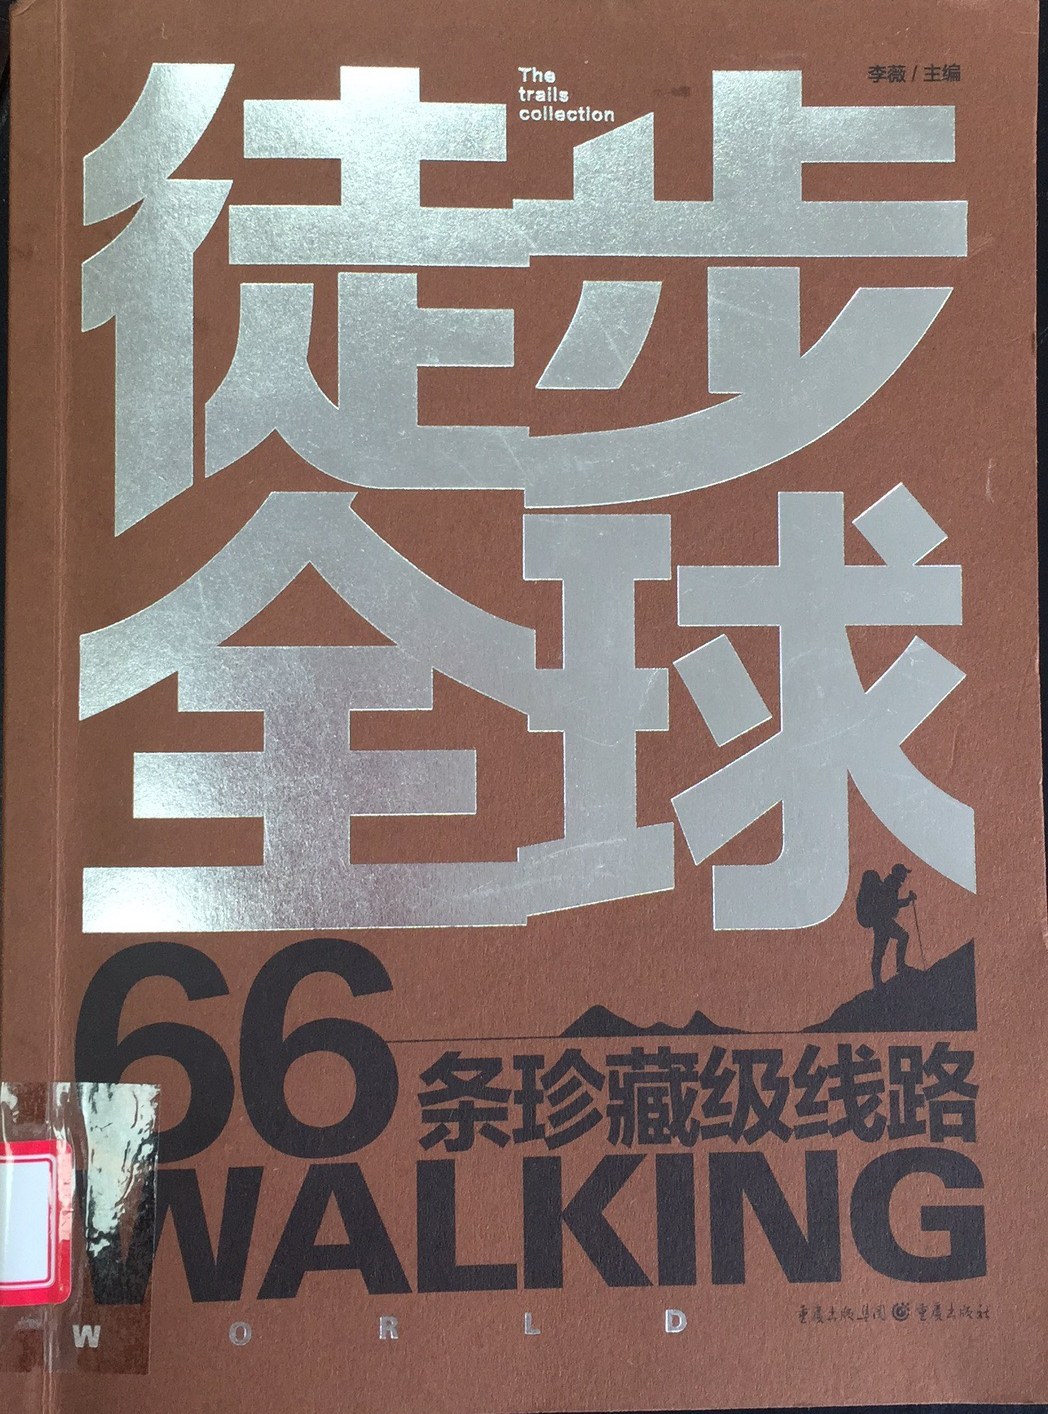 李薇 / 主编
The
trails
collection
徒步
全球
66
条珍藏级线路
WALKING
WORLD
重庆出版集团 重庆出版社